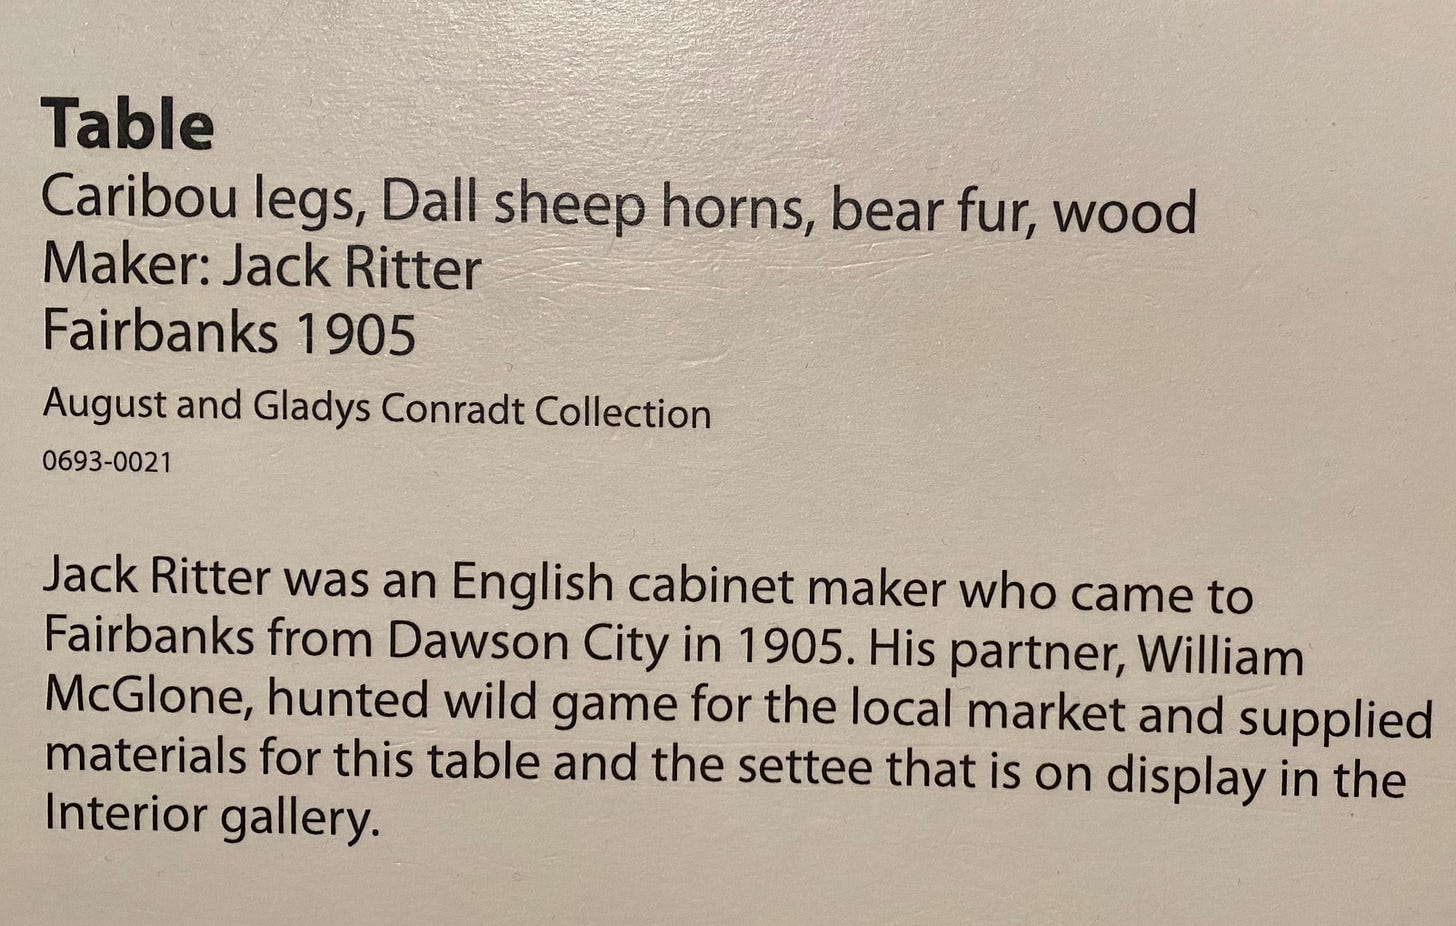 Table
Caribou legs, Dall sheep horns, bear fur, wood
Maker: Jack Ritter
Fairbanks 1905
August and Gladys Conradt Collection
0693-0021
Jack Ritter was an English cabinet maker who came to
Fairbanks from Dawson City in 1905. His partner, William
McGlone, hunted wild game for the local market and supplied
materials for this table and the settee that is on display in the
Interior gallery.